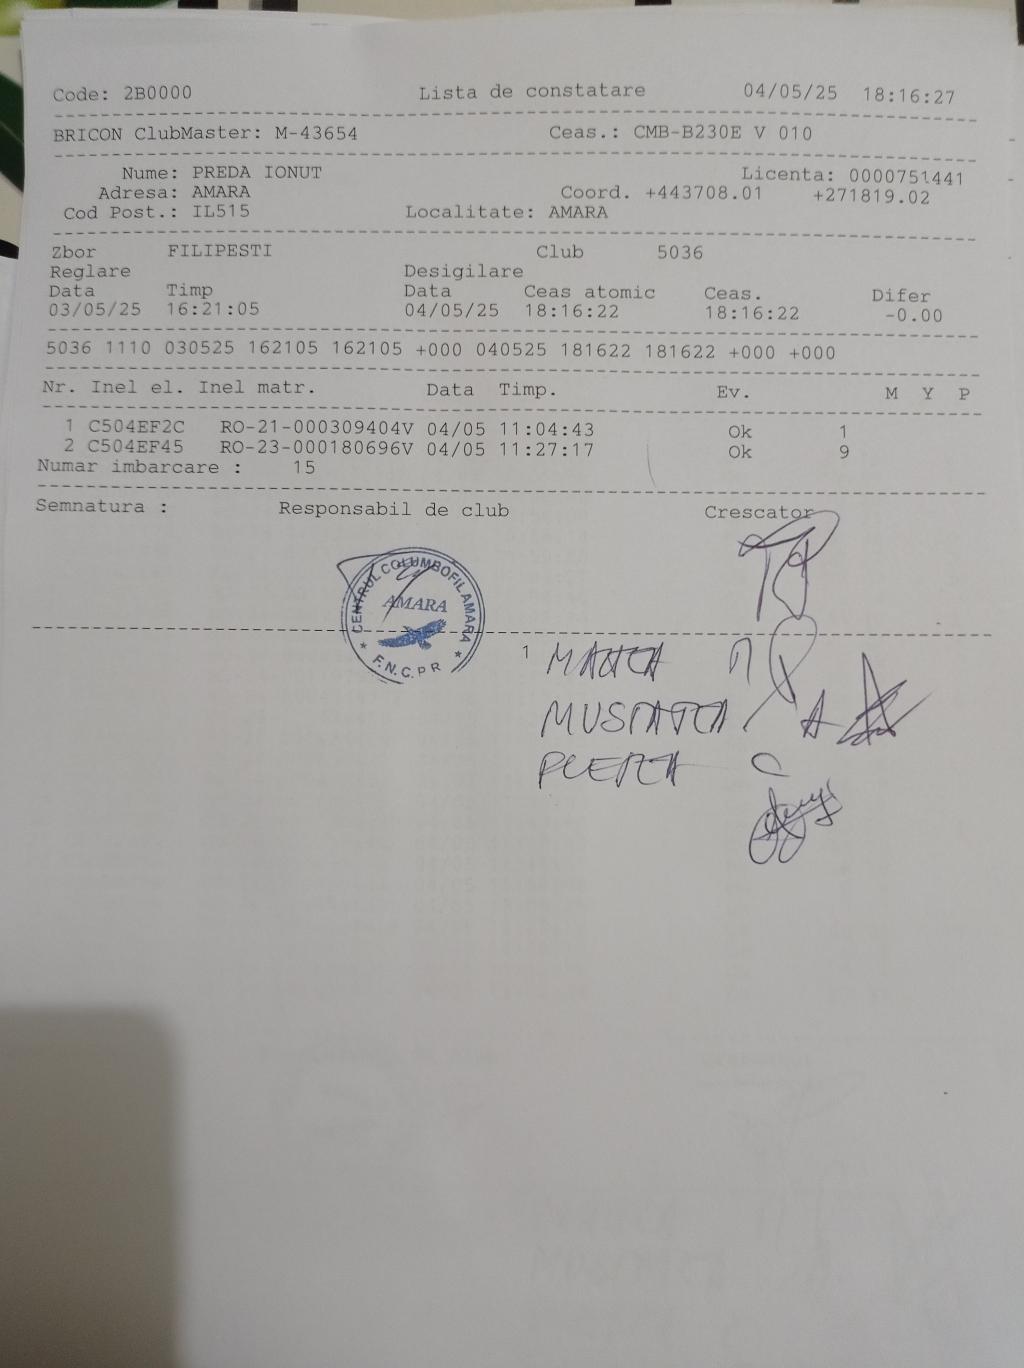 Code: 2B0000 Lista de constatare 04/05/25 18:16:27
BRICON ClubMaster: M-43654 Ceas.: CMB-B230E V 010
Nume: PREDA IONUT Licenta: 0000751441
Adresa: AMARA Coord. +443708.01 +271819.02
Cod Post.: IL515 Localitate: AMARA
Zbor FILIPESTI Club 5036
Reglare Desigilare
Data Timp Data Ceas atomic Ceas. Difer
03/05/25 16:21:05 04/05/25 18:16:22 18:16:22 -0.00
5036 1110 030525 162105 162105 +000 040525 181622 181622 +000 +000
Nr. Inel el. Inel matr. Data Timp. Ev. M Y P
1 C504EF2C RO-21-000309404V 04/05 11:04:43 Ok 1
2 C504EF45 RO-23-000180696V 04/05 11:27:17 Ok 9
Numar imbarcare : 15
Semnatura : Responsabil de club Crescator
CENTRUL COLUMBOFIL AMARA
AMARA
F.N.C.P.R
1